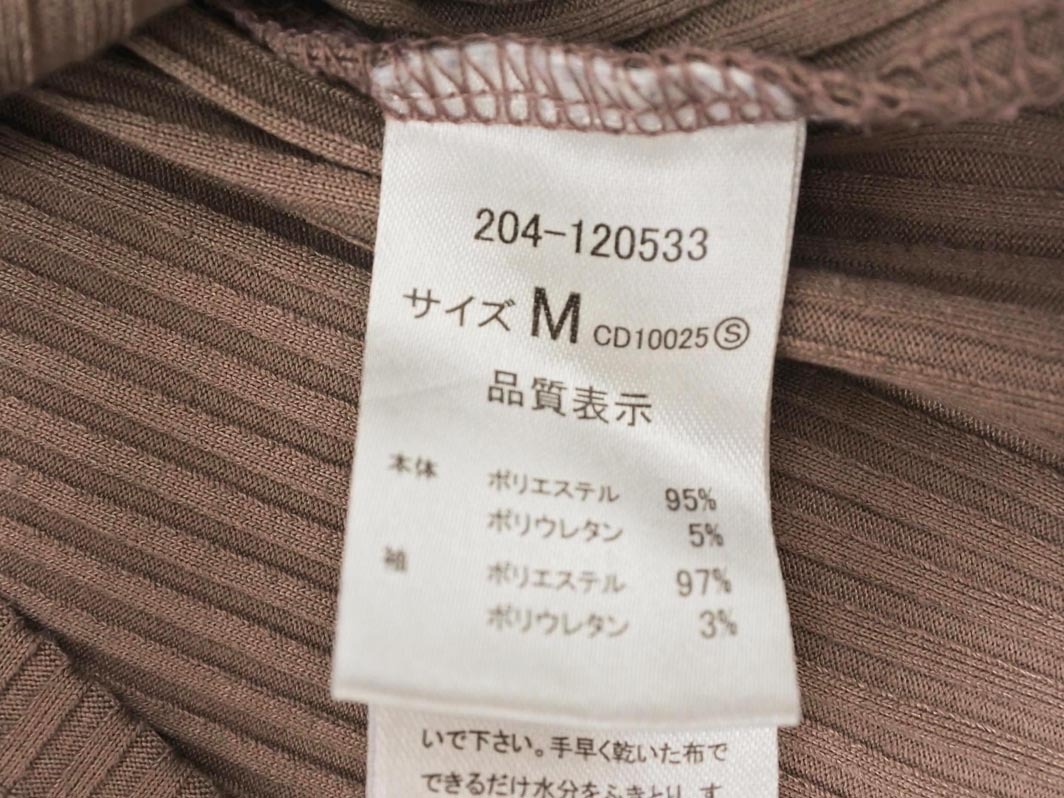 204-120533
サイズ M CD10025Ⓢ
品質表示
本体 ポリエステル 95%
ポリウレタン 5%
袖 ポリエステル 97%
ポリウレタン 3%
いで下さい。手早く乾いた布で
できるだけ水分をふきとり、す